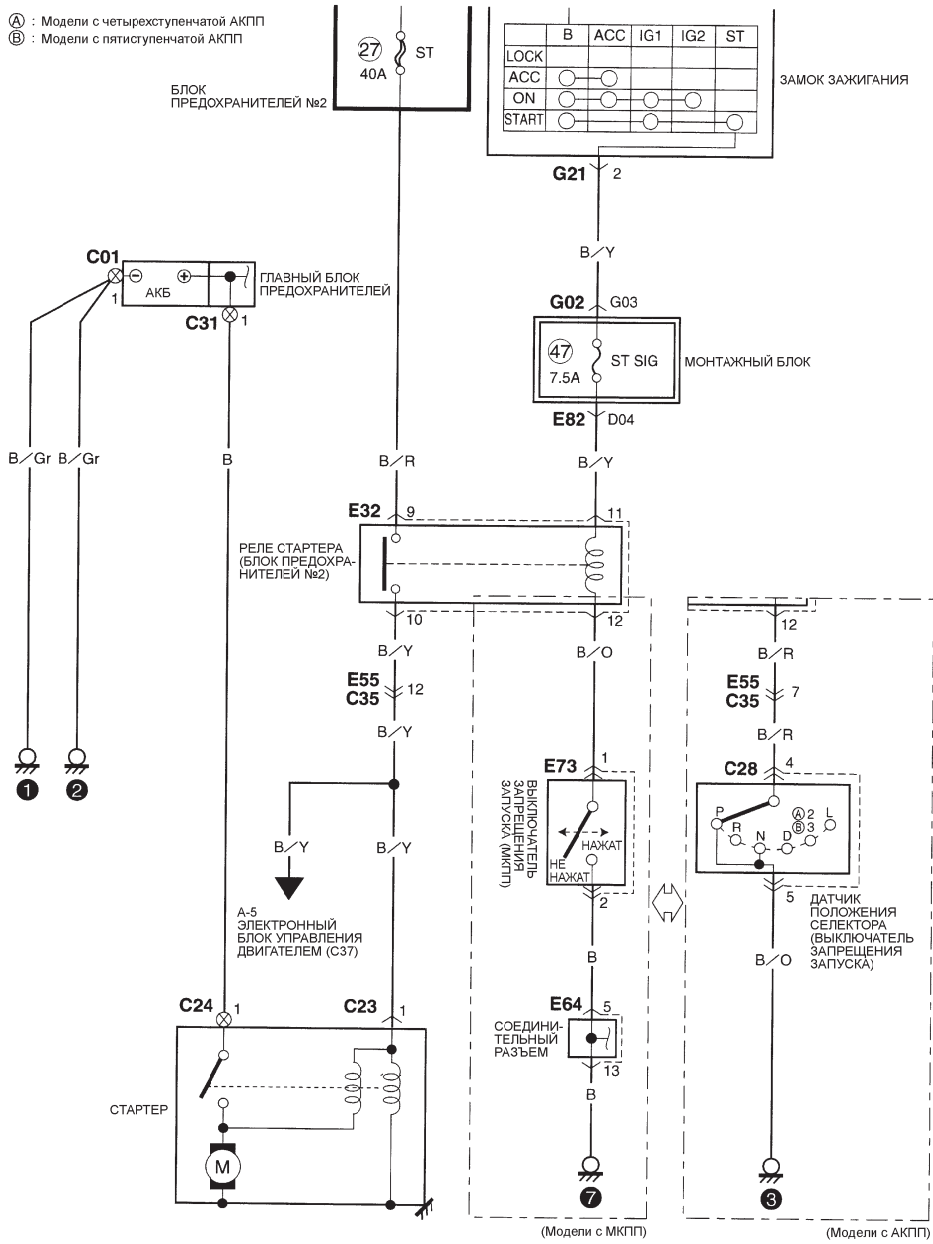 Ⓐ : Модели с четырехступенчатой АКПП
Ⓑ : Модели с пятиступенчатой АКПП
27
40A
ST
БЛОК
ПРЕДОХРАНИТЕЛЕЙ №2
B ACC IG1 IG2 ST
LOCK
ACC
ON
START
ЗАМОК ЗАЖИГАНИЯ
G21 2
B/Y
C01
1
АКБ
ГЛАВНЫЙ БЛОК
ПРЕДОХРАНИТЕЛЕЙ
C31 1
G02 G03
47
7.5A
ST SIG
МОНТАЖНЫЙ БЛОК
E82 D04
B/Gr B/Gr B B/R B/Y
E32 9 11
РЕЛЕ СТАРТЕРА
(БЛОК ПРЕДОХРА-
НИТЕЛЕЙ №2)
10 12 12
B/Y B/O B/R
E55
C35
12
E55
C35
7
B/Y B/R
1 2
E73 1
C28 4
ВЫКЛЮЧАТЕЛЬ
ЗАПРЕЩЕНИЯ
ЗАПУСКА (МКПП)
НАЖАТ
НЕ
НАЖАТ
2
P R N D Ⓐ2 Ⓑ3 L
5
B/Y B/Y
A-5
ЭЛЕКТРОННЫЙ
БЛОК УПРАВЛЕНИЯ
ДВИГАТЕЛЕМ (C37)
ДАТЧИК
ПОЛОЖЕНИЯ
СЕЛЕКТОРА
(ВЫКЛЮЧАТЕЛЬ
ЗАПРЕЩЕНИЯ
ЗАПУСКА)
B B/O
C24 1 C23 1
E64 5
СОЕДИНИ-
ТЕЛЬНЫЙ
РАЗЪЕМ
13
B
СТАРТЕР
M
7 3
(Модели с МКПП) (Модели с АКПП)